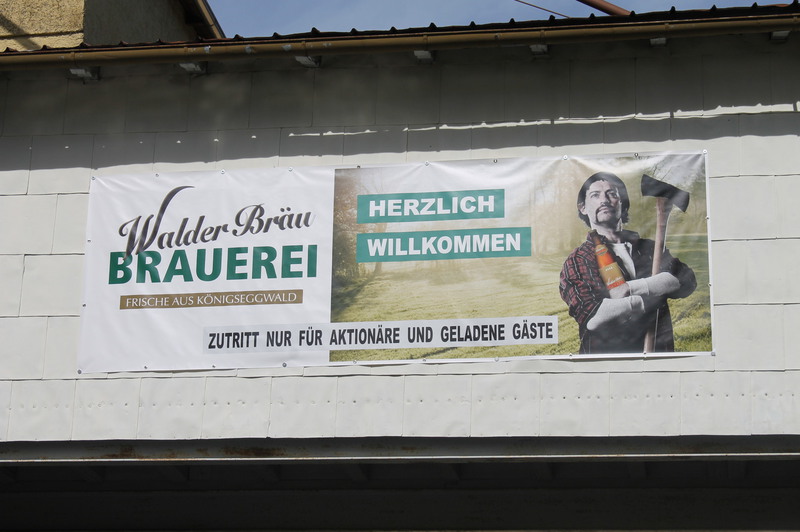 Walder Bräu
BRAUEREI
FRISCHE AUS KÖNIGSEGGWALD
HERZLICH
WILLKOMMEN
ZUTRITT NUR FÜR AKTIONÄRE UND GELADENE GÄSTE